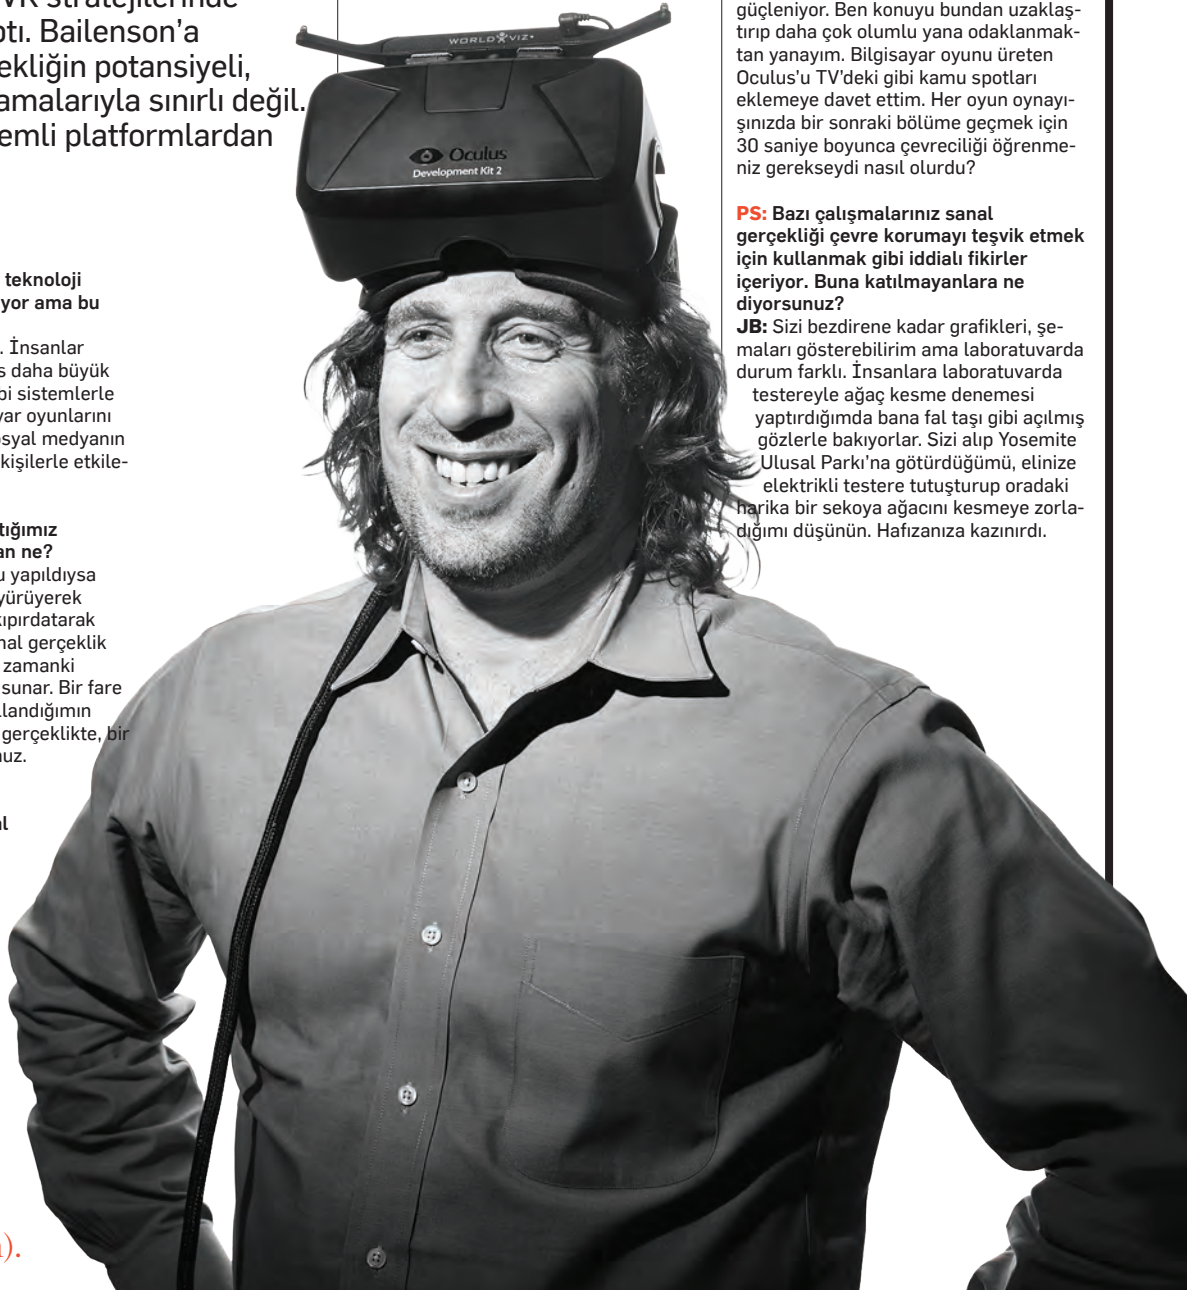 VR stratejilerinde
ptı. Bailenson’a
ekliğin potansiyeli,
amalarıyla sınırlı değil.
emli platformlardan
teknoloji
yor ama bu
. İnsanlar
s daha büyük
bi sistemlerle
var oyunlarını
osyal medyanın
kişilerle etkile-
tığımız
an ne?
u yapıldıysa
yürüyerek
kıpırdatarak
nal gerçeklik
zamanki
sunar. Bir fare
llandığımın
gerçeklikte, bir
nuz.
al
).
WORLD VIZ
Oculus
Development Kit 2
güçleniyor. Ben konuyu bundan uzaklaş-
tırıp daha çok olumlu yana odaklanmak-
tan yanayım. Bilgisayar oyunu üreten
Oculus’u TV’deki gibi kamu spotları
eklemeye davet ettim. Her oyun oynayı-
şınızda bir sonraki bölüme geçmek için
30 saniye boyunca çevreciliği öğrenme-
niz gerekseydi nasıl olurdu?
PS: Bazı çalışmalarınız sanal
gerçekliği çevre korumayı teşvik etmek
için kullanmak gibi iddialı fikirler
içeriyor. Buna katılmayanlara ne
diyorsunuz?
JB: Sizi bezdirene kadar grafikleri, şe-
maları gösterebilirim ama laboratuvarda
durum farklı. İnsanlara laboratuvarda
testereyle ağaç kesme denemesi
yaptırdığımda bana fal taşı gibi açılmış
gözlerle bakıyorlar. Sizi alıp Yosemite
Ulusal Parkı’na götürdüğümü, elinize
elektrikli testere tutuşturup oradaki
harika bir sekoya ağacını kesmeye zorla-
dığımı düşünün. Hafızanıza kazınırdı.